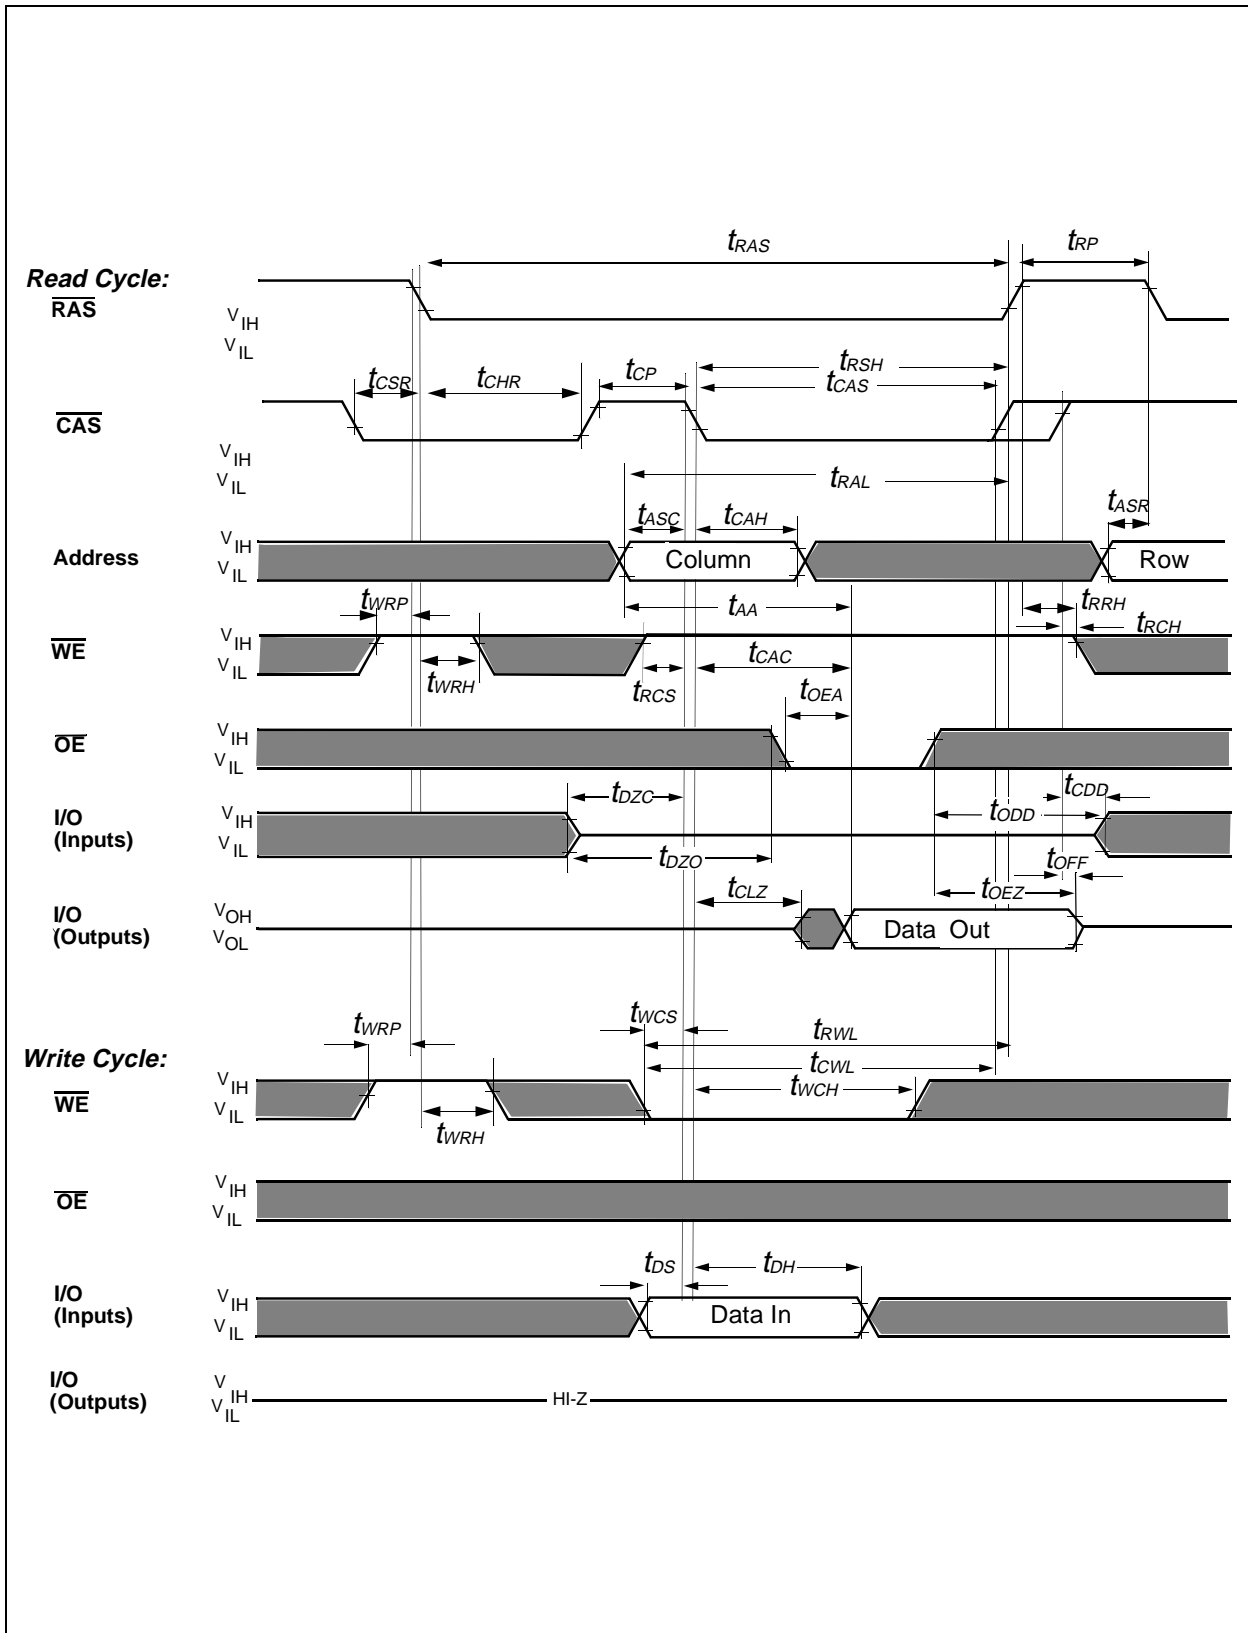 tRAS
tRP
Read Cycle:
RAS
VIH
VIL
tCSR
tCHR
tCP
tRSH
tCAS
CAS
VIH
VIL
tRAL
tASC
tCAH
tASR
Address
VIH
VIL
Column
Row
tWRP
tAA
tRRH
tRCH
WE
VIH
VIL
tWRH
tRCS
tCAC
tOEA
OE
VIH
VIL
tDZC
tCDD
tODD
I/O
(Inputs)
VIH
VIL
tDZO
tOFF
tOEZ
tCLZ
I/O
(Outputs)
VOH
VOL
Data Out
tWRP
tWCS
tRWL
tCWL
tWCH
Write Cycle:
WE
VIH
VIL
tWRH
OE
VIH
VIL
tDS
tDH
I/O
(Inputs)
VIH
VIL
Data In
I/O
(Outputs)
VIH
VIL
HI-Z